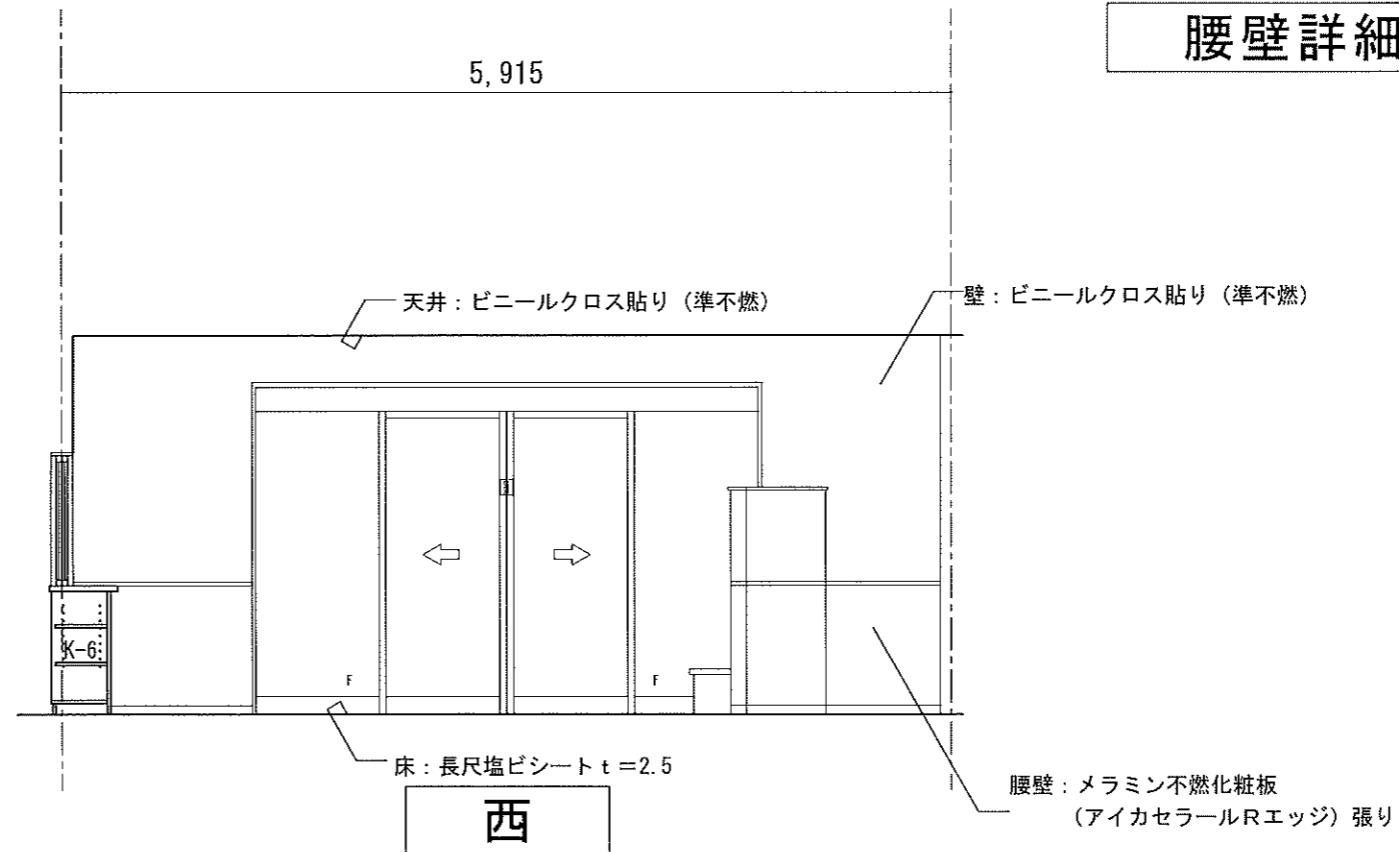 腰壁詳細
5,915
天井：ビニールクロス貼り（準不燃）
壁：ビニールクロス貼り（準不燃）
K-6
F
F
床：長尺塩ビシートｔ＝2.5
西
腰壁：メラミン不燃化粧板
（アイカセラールＲエッジ）張り